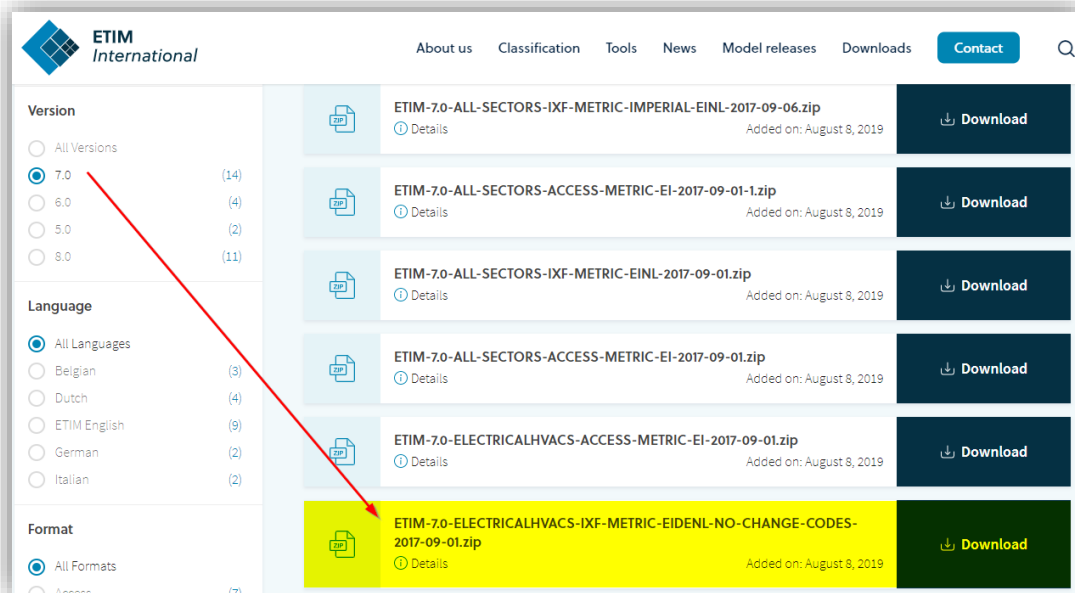 ETIM
International
About us Classification Tools News Model releases Downloads Contact
Version
All Versions
7.0 (14)
6.0 (4)
5.0 (2)
8.0 (11)
Language
All Languages
Belgian (3)
Dutch (4)
ETIM English (9)
German (2)
Italian (2)
Format
All Formats
Access (7)
ZIP
ETIM-7.0-ALL-SECTORS-IXF-METRIC-IMPERIAL-EINL-2017-09-06.zip
Details Added on: August 8, 2019
Download
ZIP
ETIM-7.0-ALL-SECTORS-ACCESS-METRIC-EI-2017-09-01-1.zip
Details Added on: August 8, 2019
Download
ZIP
ETIM-7.0-ALL-SECTORS-IXF-METRIC-EINL-2017-09-01.zip
Details Added on: August 8, 2019
Download
ZIP
ETIM-7.0-ALL-SECTORS-ACCESS-METRIC-EI-2017-09-01.zip
Details Added on: August 8, 2019
Download
ZIP
ETIM-7.0-ELECTRICALHVACS-ACCESS-METRIC-EI-2017-09-01.zip
Details Added on: August 8, 2019
Download
ZIP
ETIM-7.0-ELECTRICALHVACS-IXF-METRIC-EIDENL-NO-CHANGE-CODES-
2017-09-01.zip
Details Added on: August 8, 2019
Download